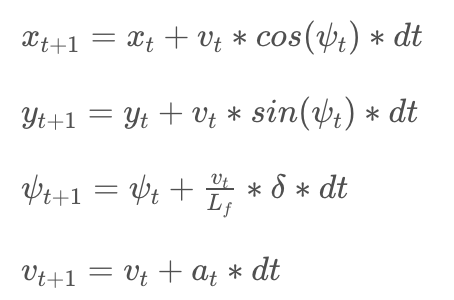 x_{t+1} = x_t + v_t * cos(ψ_t) * dt
y_{t+1} = y_t + v_t * sin(ψ_t) * dt
ψ_{t+1} = ψ_t + \frac{v_t}{L_f} * δ * dt
v_{t+1} = v_t + a_t * dt